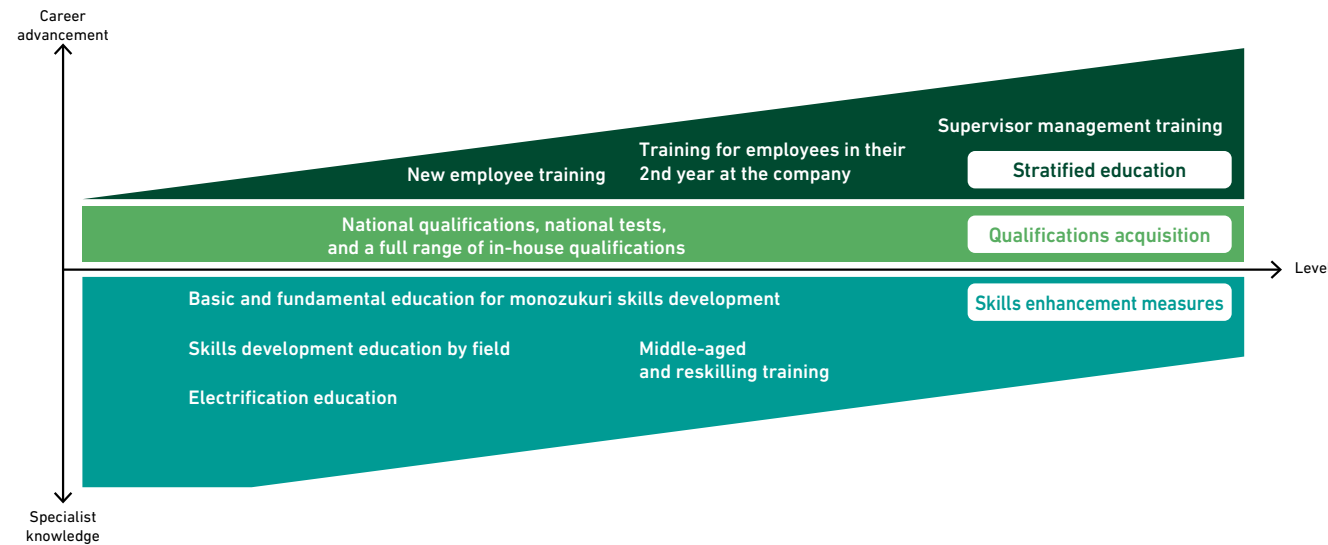 Career
advancement
Supervisor management training
Training for employees in their
2nd year at the company
New employee training
Stratified education
National qualifications, national tests,
and a full range of in-house qualifications
Qualifications acquisition
Leve
Basic and fundamental education for monozukuri skills development
Skills enhancement measures
Skills development education by field
Middle-aged
and reskilling training
Electrification education
Specialist
knowledge